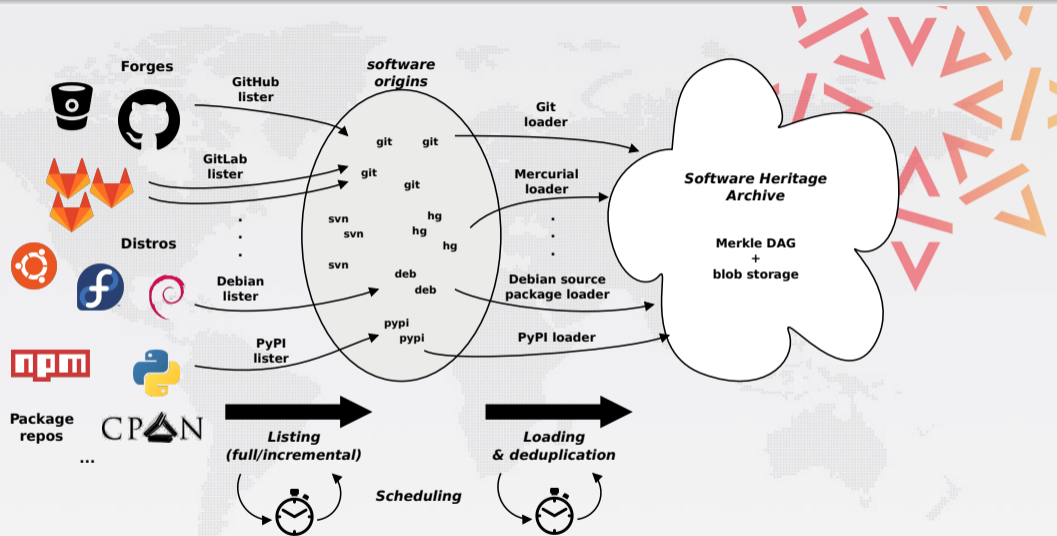 Forges
GitHub
lister
GitLab
lister
.
.
.
Distros
Debian
lister
PyPI
lister
npm
Package
repos
CPAN
...
software
origins
git git
git
git
svn
svn
hg
hg
hg
svn
deb
deb
pypi
pypi
Git
loader
Mercurial
loader
.
.
.
Debian source
package loader
PyPI loader
Software Heritage
Archive
Merkle DAG
+
blob storage
Listing
(full/incremental)
Scheduling
Loading
& deduplication